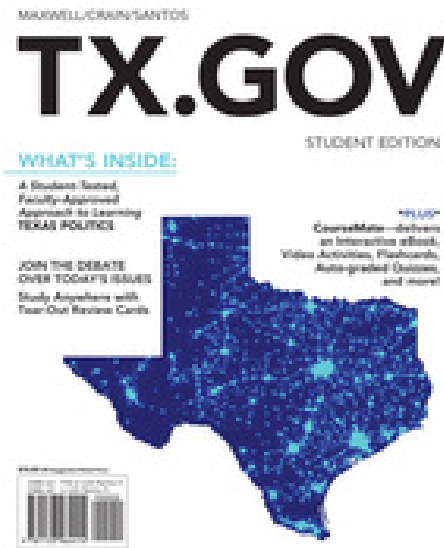 MAXWELL/CRAIN/SANTOS
TX.GOV
STUDENT EDITION
WHAT'S INSIDE:
A Student-Tested,
Faculty-Approved
Approach to Learning
TEXAS POLITICS
JOIN THE DEBATE
OVER TODAY'S ISSUES
Study Anywhere with
Tear-Out Review Cards
*PLUS*
CourseMate—delivers
an Interactive eBook,
Video Activities, Flashcards,
Auto-graded Quizzes,
and more!